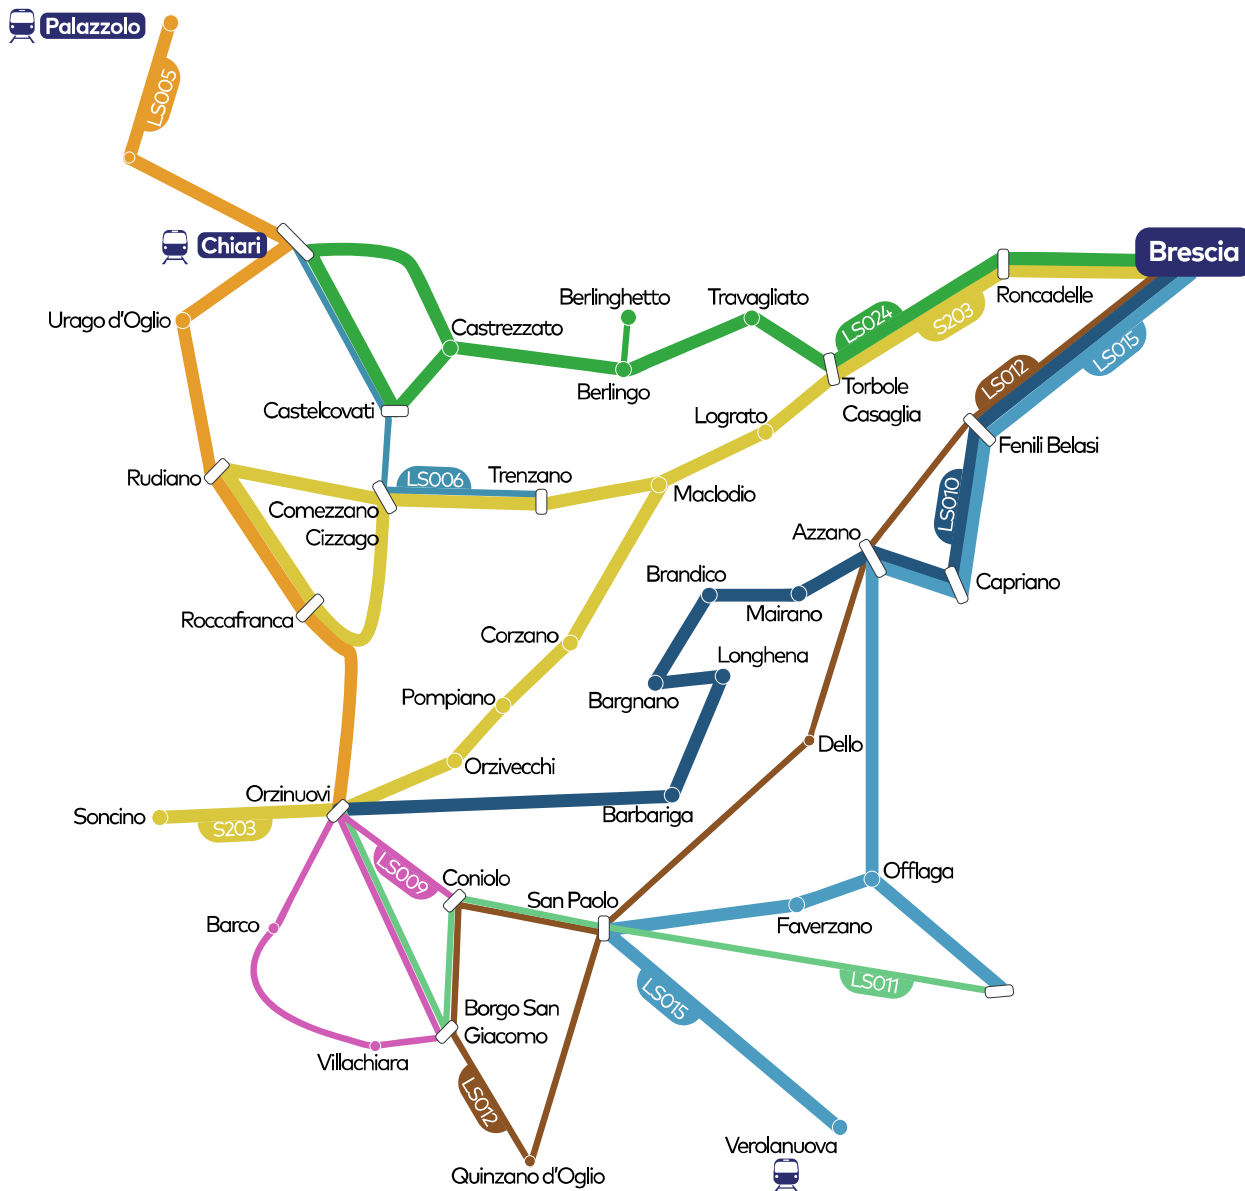 Palazzolo
LS005
Chiari
Brescia
Roncadelle
Berlinghetto
Travagliato
LS024
S203
Urago d'Oglio
Castrezzato
Berlingo
Torbole
Casaglia
LS012
LS015
Castelcovati
Lograto
Fenili Belasi
Rudiano
LS006
Trenzano
Maclodio
Comezzano
Cizzago
LS010
Azzano
Brandico
Mairano
Capriano
Roccafranca
Corzano
Longhena
Pompiano
Bargnano
Dello
Orzivecchi
Orzinuovi
Soncino
S203
Barbariga
LS009
Coniolo
San Paolo
Offlaga
Barco
Faverzano
LS015
LS011
Borgo San
Giacomo
Villachiara
LS012
Verolanuova
Quinzano d'Oglio